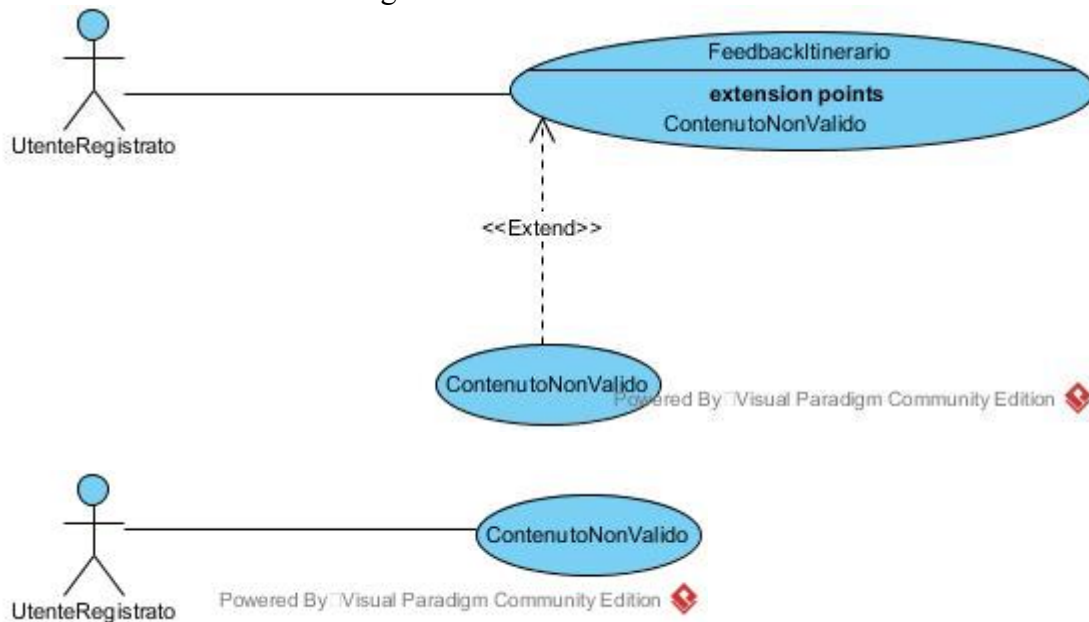 FeedbackItinerario
extension points
ContenutoNonValido
UtenteRegistrato
<<Extend>>
ContenutoNonValido
Powered By Visual Paradigm Community Edition
ContenutoNonValido
Powered By Visual Paradigm Community Edition
UtenteRegistrato